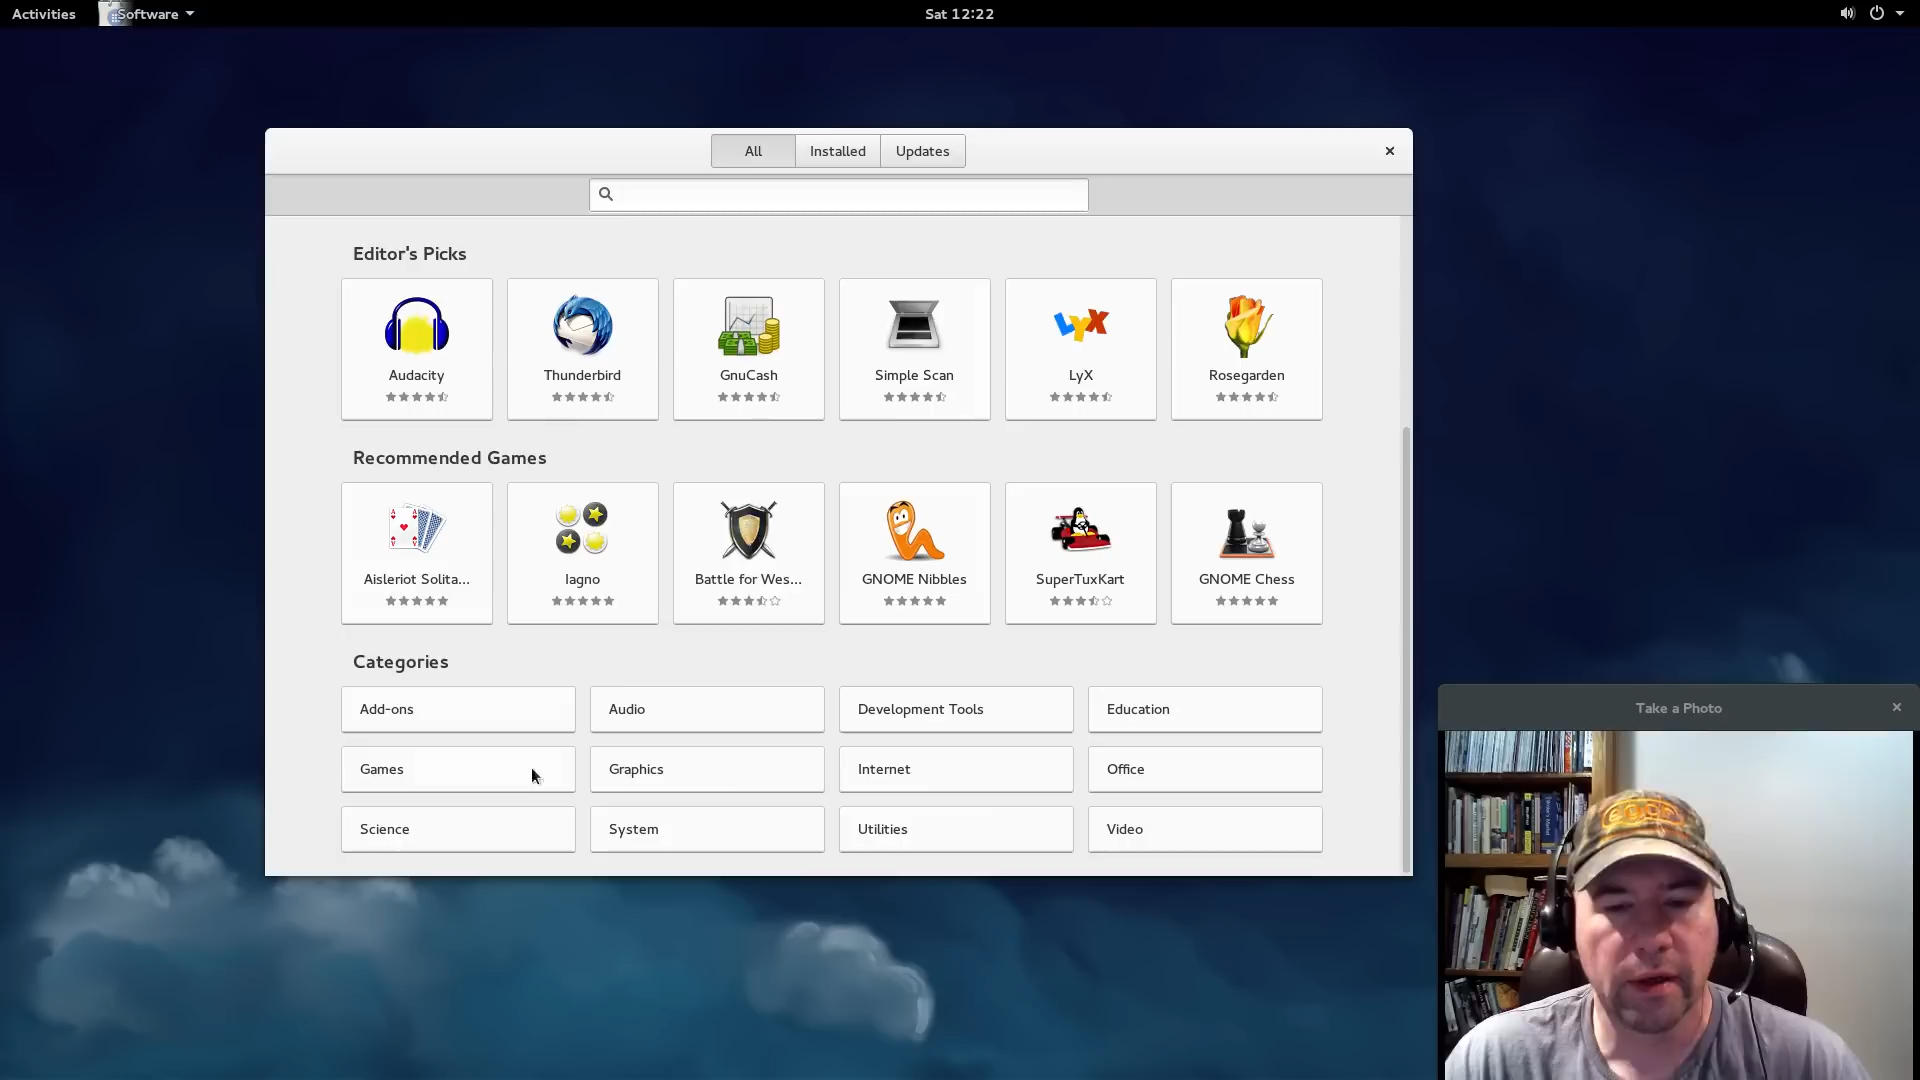 Activities Software Sat 12:22
All Installed Updates
Editor's Picks
Audacity Thunderbird GnuCash Simple Scan LyX Rosegarden
Recommended Games
Aisleriot Solita... Iagno Battle for Wes... GNOME Nibbles SuperTuxKart GNOME Chess
Categories
Add-ons Audio Development Tools Education
Games Graphics Internet Office
Science System Utilities Video
Take a Photo